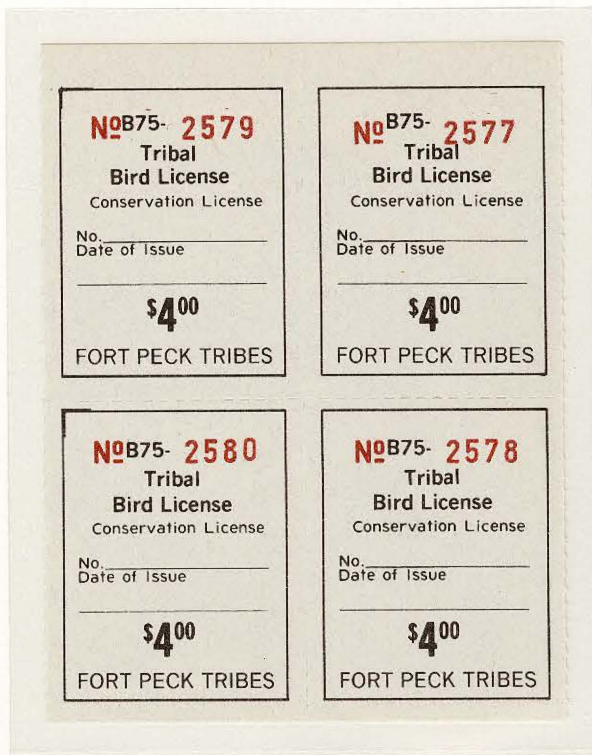 NoB75- 2579
Tribal
Bird License
Conservation License
No.
Date of Issue
$4.00
FORT PECK TRIBES
NoB75- 2577
Tribal
Bird License
Conservation License
No.
Date of Issue
$4.00
FORT PECK TRIBES
NoB75- 2580
Tribal
Bird License
Conservation License
No.
Date of Issue
$4.00
FORT PECK TRIBES
NoB75- 2578
Tribal
Bird License
Conservation License
No.
Date of Issue
$4.00
FORT PECK TRIBES